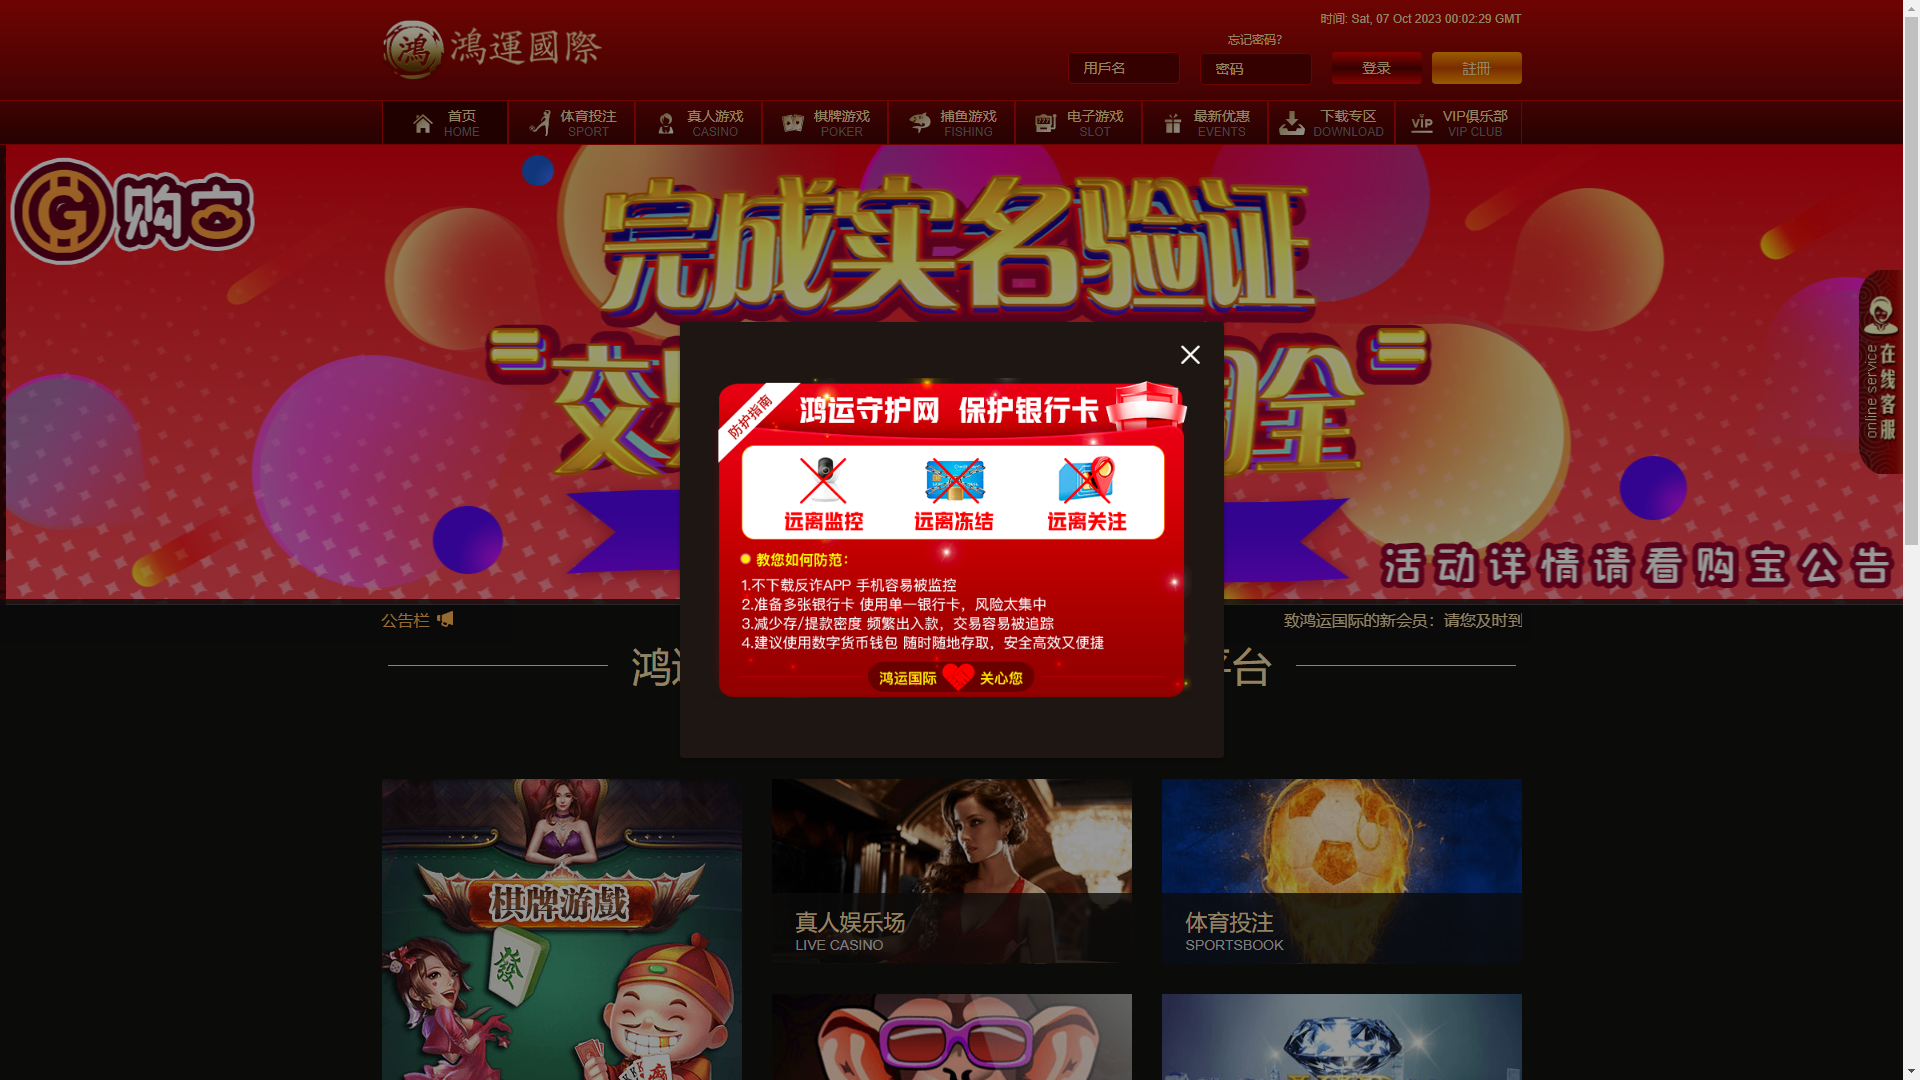 鴻
鴻運國際
时间: Sat, 07 Oct 2023 00:02:29 GMT
忘记密码?
用戶名
密码
登录
註冊
首页
HOME
体育投注
SPORT
真人游戏
CASINO
棋牌游戏
POKER
捕鱼游戏
FISHING
电子游戏
SLOT
最新优惠
EVENTS
下载专区
DOWNLOAD
VIP
VIP俱乐部
VIP CLUB
G购宝
完成实名验证
在线客服
online service
防护指南
鸿运守护网 保护银行卡
远离监控
远离冻结
远离关注
教您如何防范：
1.不下载反诈APP 手机容易被监控
2.准备多张银行卡 使用单一银行卡，风险太集中
3.减少存/提款密度 频繁出入款，交易容易被追踪
4.建议使用数字货币钱包 随时随地存取，安全高效又便捷
鸿运国际
关心您
活动详情请看购宝公告
公告栏
致鸿运国际的新会员：请您及时到
鸿运
平台
棋牌游戲
發
真人娱乐场
LIVE CASINO
体育投注
SPORTSBOOK